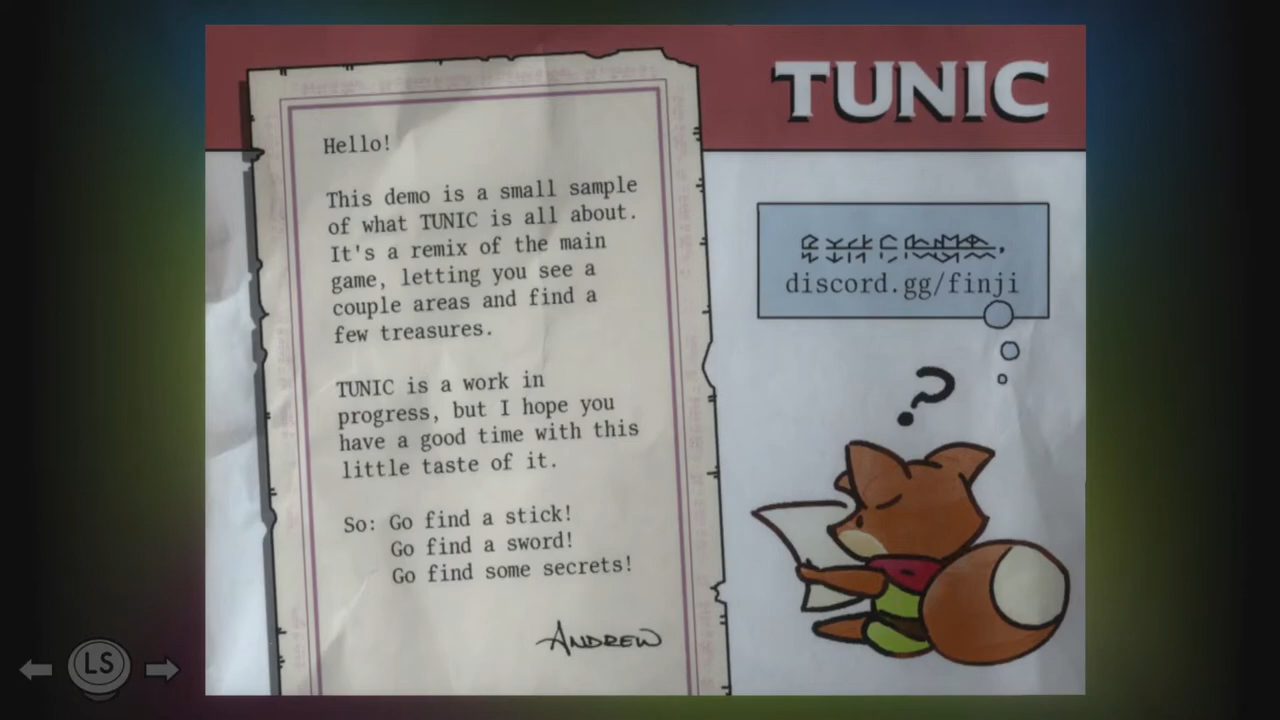 TUNIC
Hello!
This demo is a small sample
of what TUNIC is all about.
It's a remix of the main
game, letting you see a
couple areas and find a
few treasures.
TUNIC is a work in
progress, but I hope you
have a good time with this
little taste of it.
So: Go find a stick!
Go find a sword!
Go find some secrets!
ANDREW
discord.gg/finji
?
LS